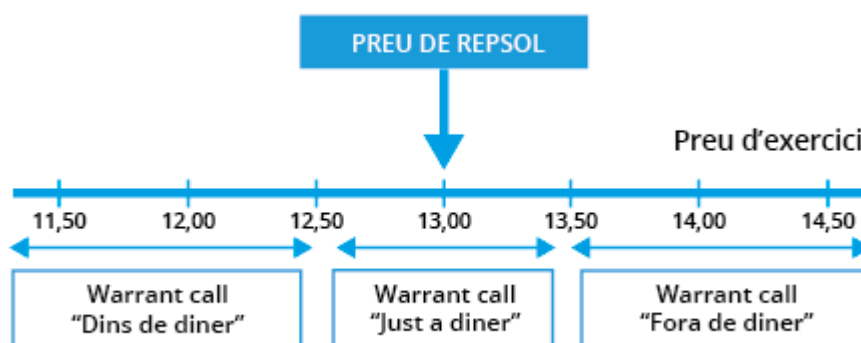 PREU DE REPSOL
Preu d'exercici
11,50 12,00 12,50 13,00 13,50 14,00 14,50
Warrant call
“Dins de diner”
Warrant call
“Just a diner”
Warrant call
“Fora de diner”